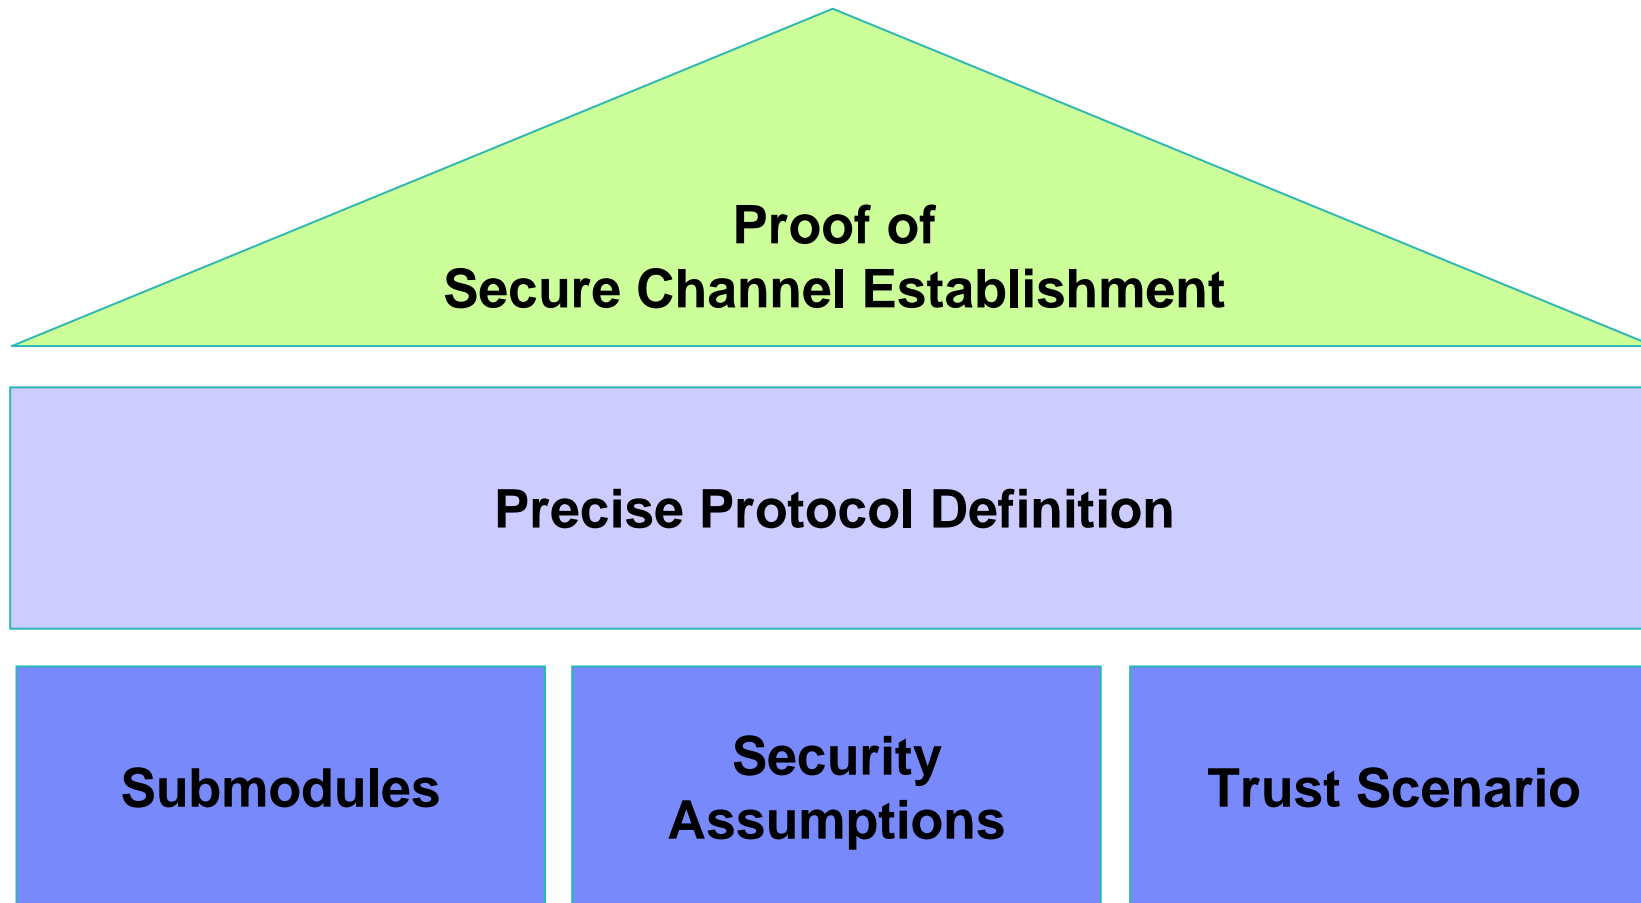 Proof of
Secure Channel Establishment
Precise Protocol Definition
Submodules
Security
Assumptions
Trust Scenario